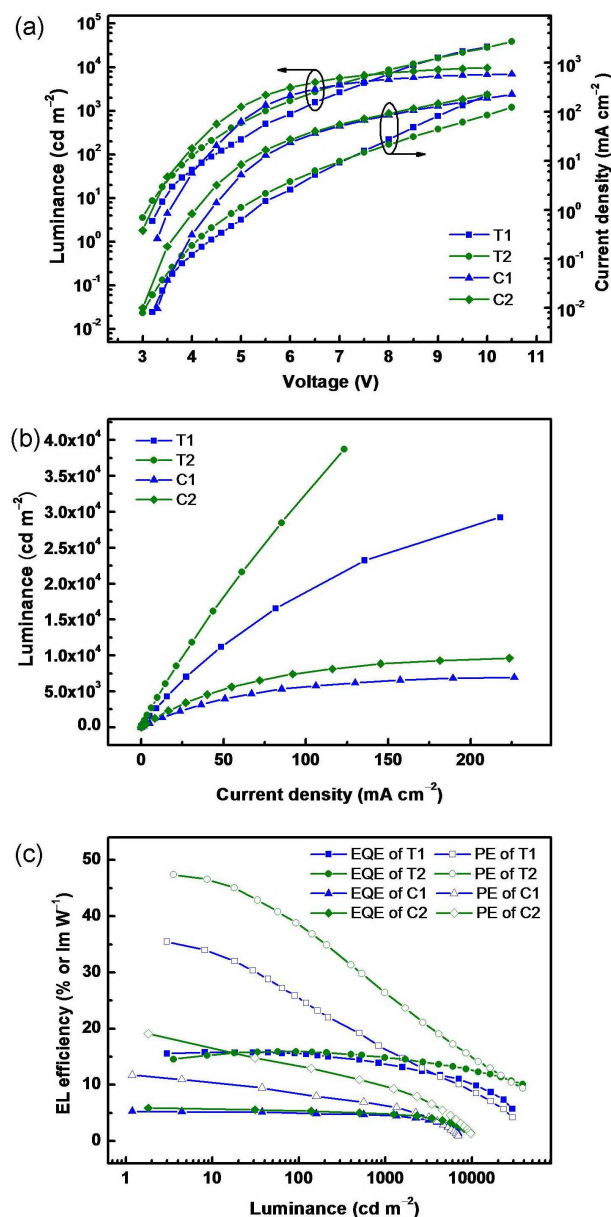 (a)
10⁵
10⁴
10³
10²
10¹
10⁰
10⁻¹
10⁻²
Luminance (cd m⁻²)
10³
10²
10¹
10⁰
10⁻¹
10⁻²
Current density (mA cm⁻²)
T1
T2
C1
C2
3 4 5 6 7 8 9 10 11
Voltage (V)
(b)
4.0x10⁴
3.5x10⁴
3.0x10⁴
2.5x10⁴
2.0x10⁴
1.5x10⁴
1.0x10⁴
5.0x10³
0.0
Luminance (cd m⁻²)
T1
T2
C1
C2
0 50 100 150 200
Current density (mA cm⁻²)
(c)
50
40
30
20
10
0
EL efficiency (% or lm W⁻¹)
EQE of T1 PE of T1
EQE of T2 PE of T2
EQE of C1 PE of C1
EQE of C2 PE of C2
1 10 100 1000 10000
Luminance (cd m⁻²)